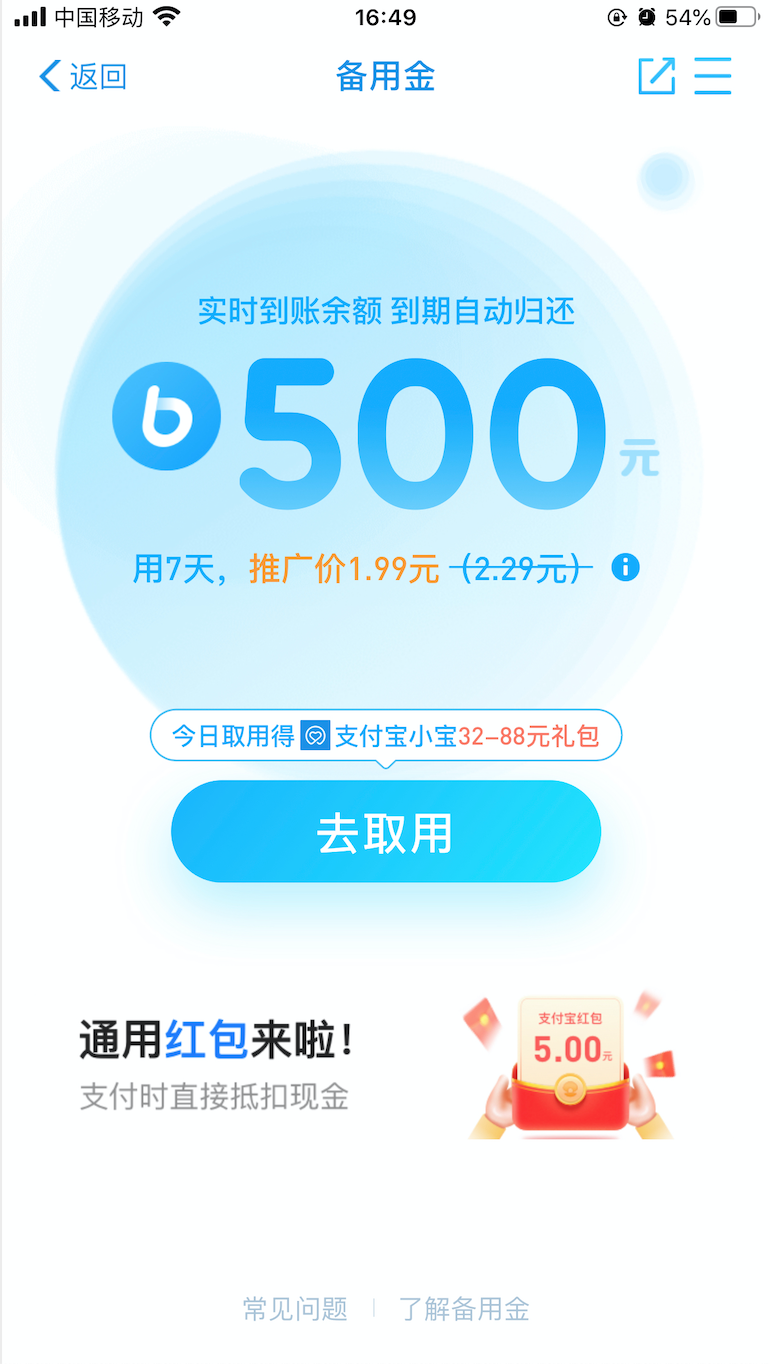 中国移动 16:49 54%
返回 备用金
实时到账余额 到期自动归还
b 500 元
用7天，推广价1.99元（2.29元）
今日取用得 支付宝小宝32-88元礼包
去取用
通用红包来啦！
支付时直接抵扣现金
支付宝红包
5.00元
常见问题 | 了解备用金